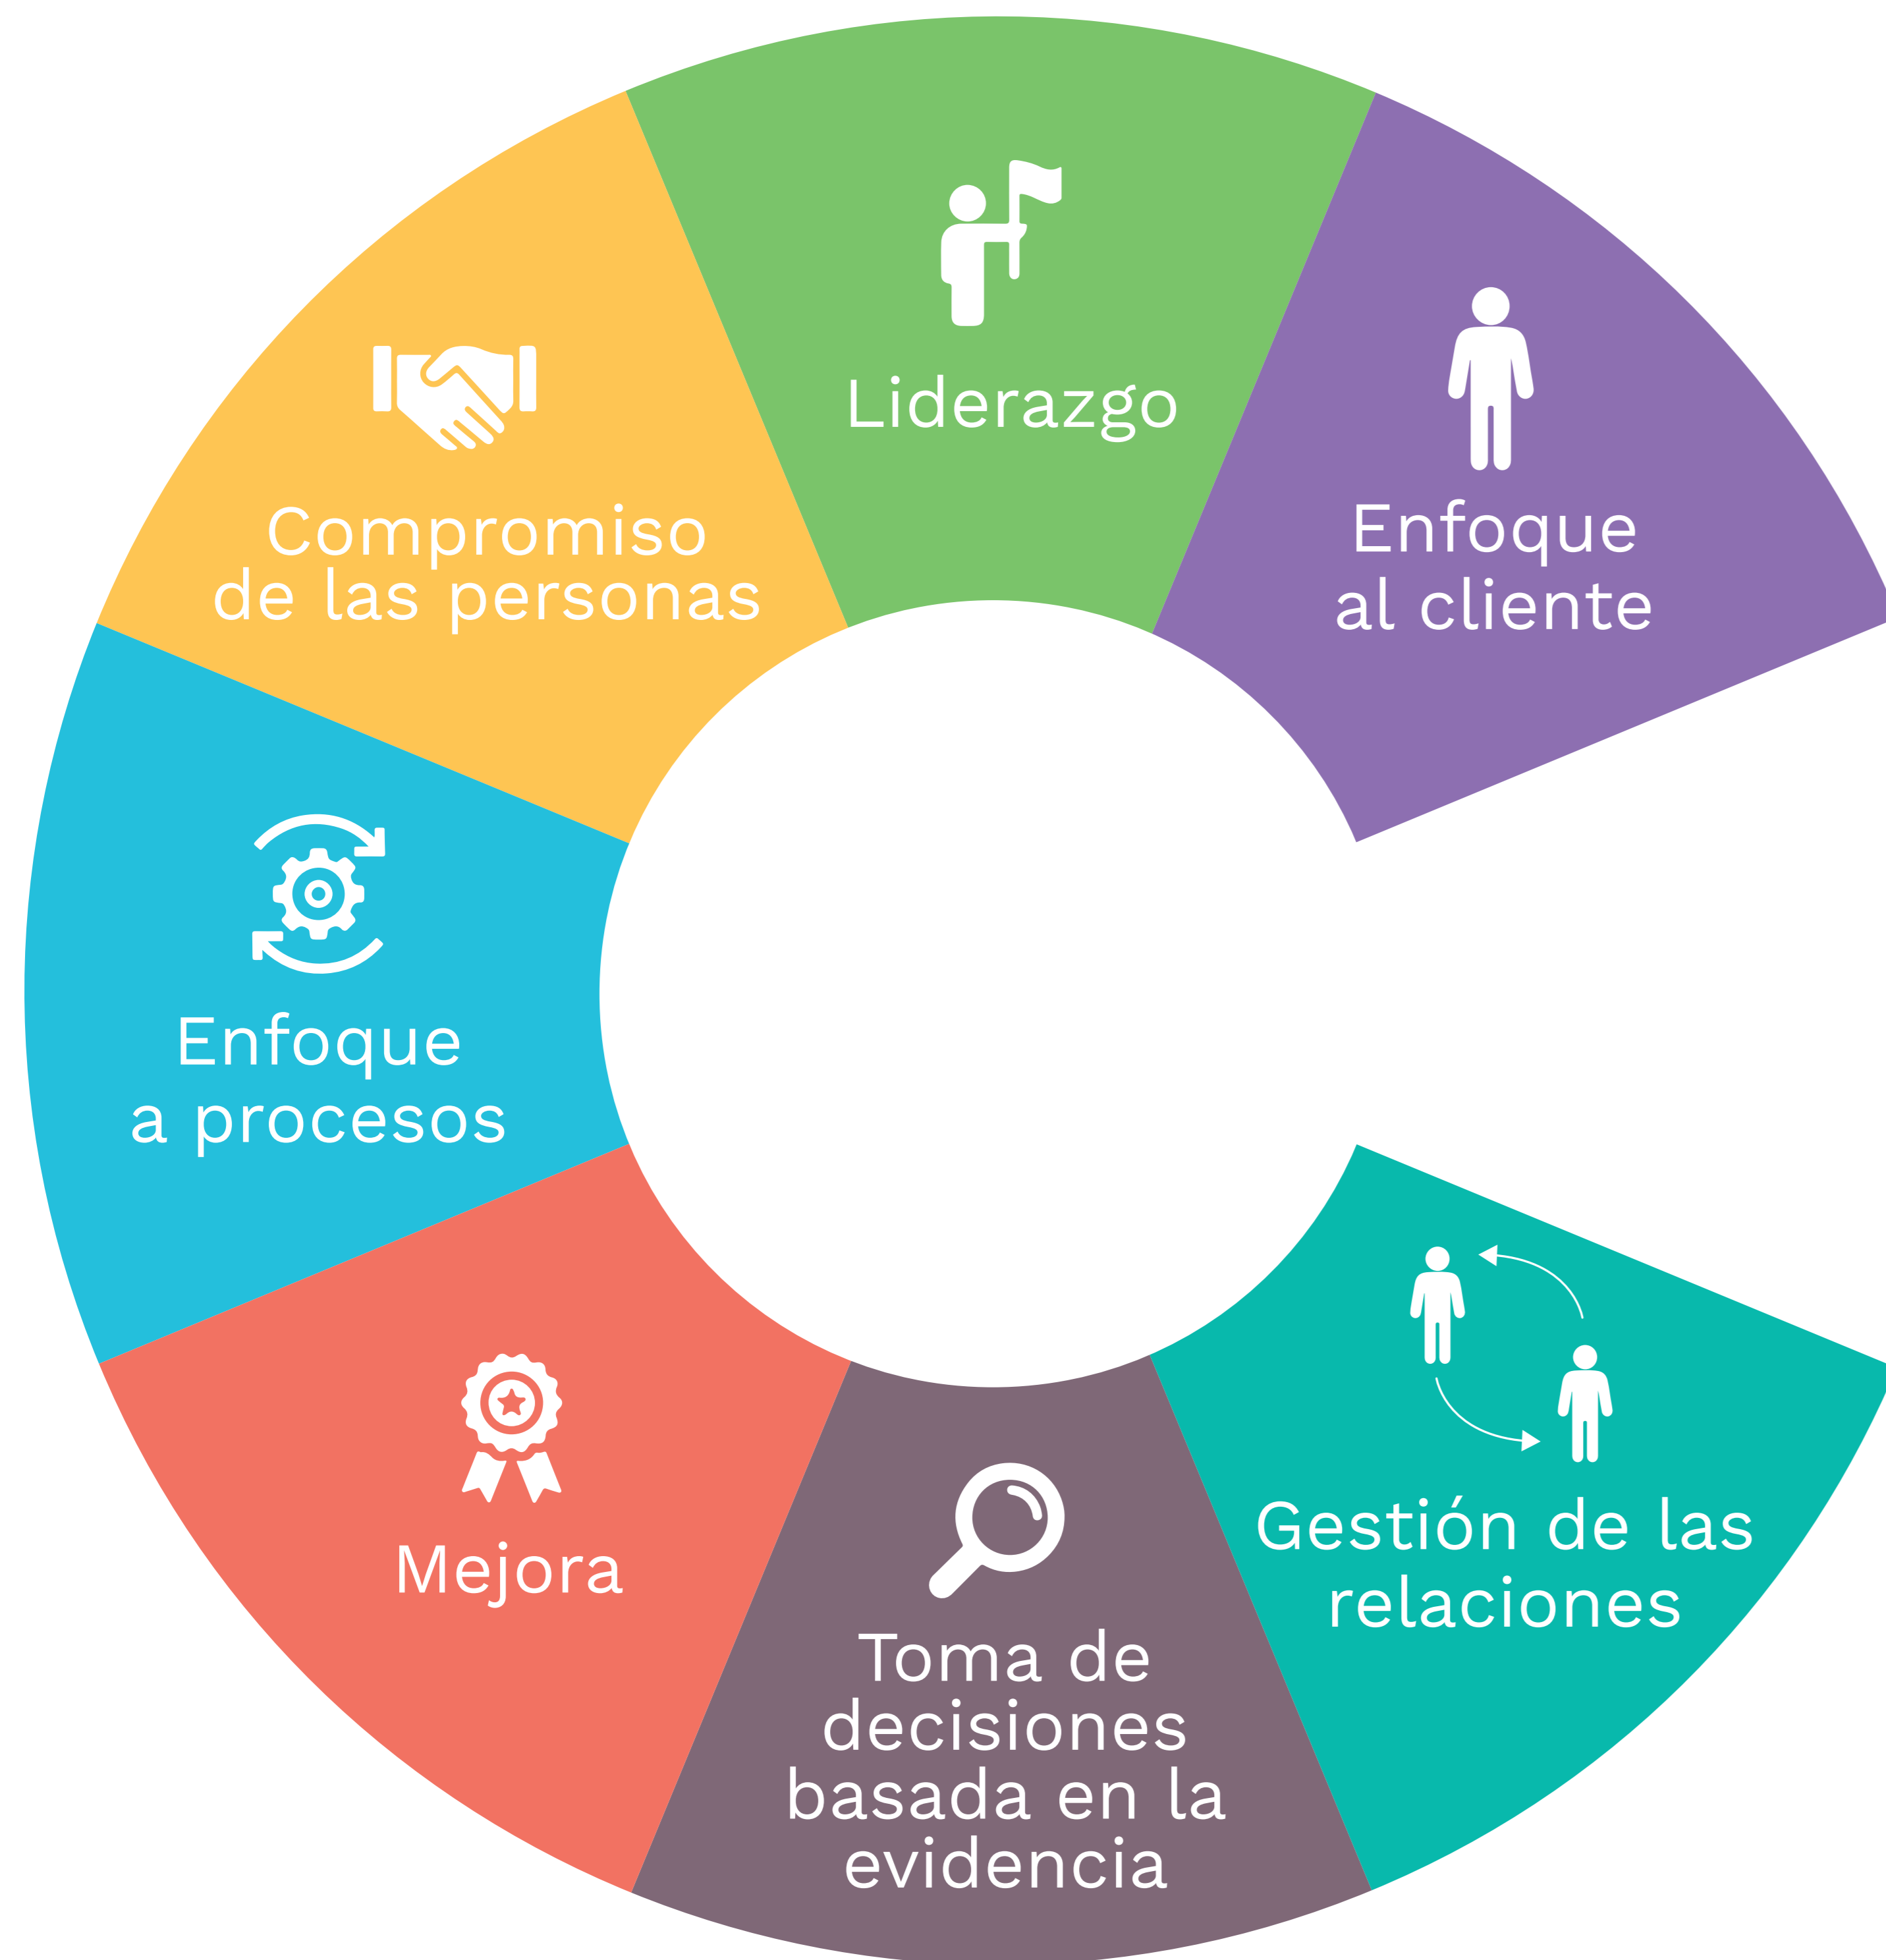 Liderazgo
Enfoque
al cliente
Compromiso
de las personas
Enfoque
a procesos
Mejora
Toma de
decisiones
basada en la
evidencia
Gestión de las
relaciones